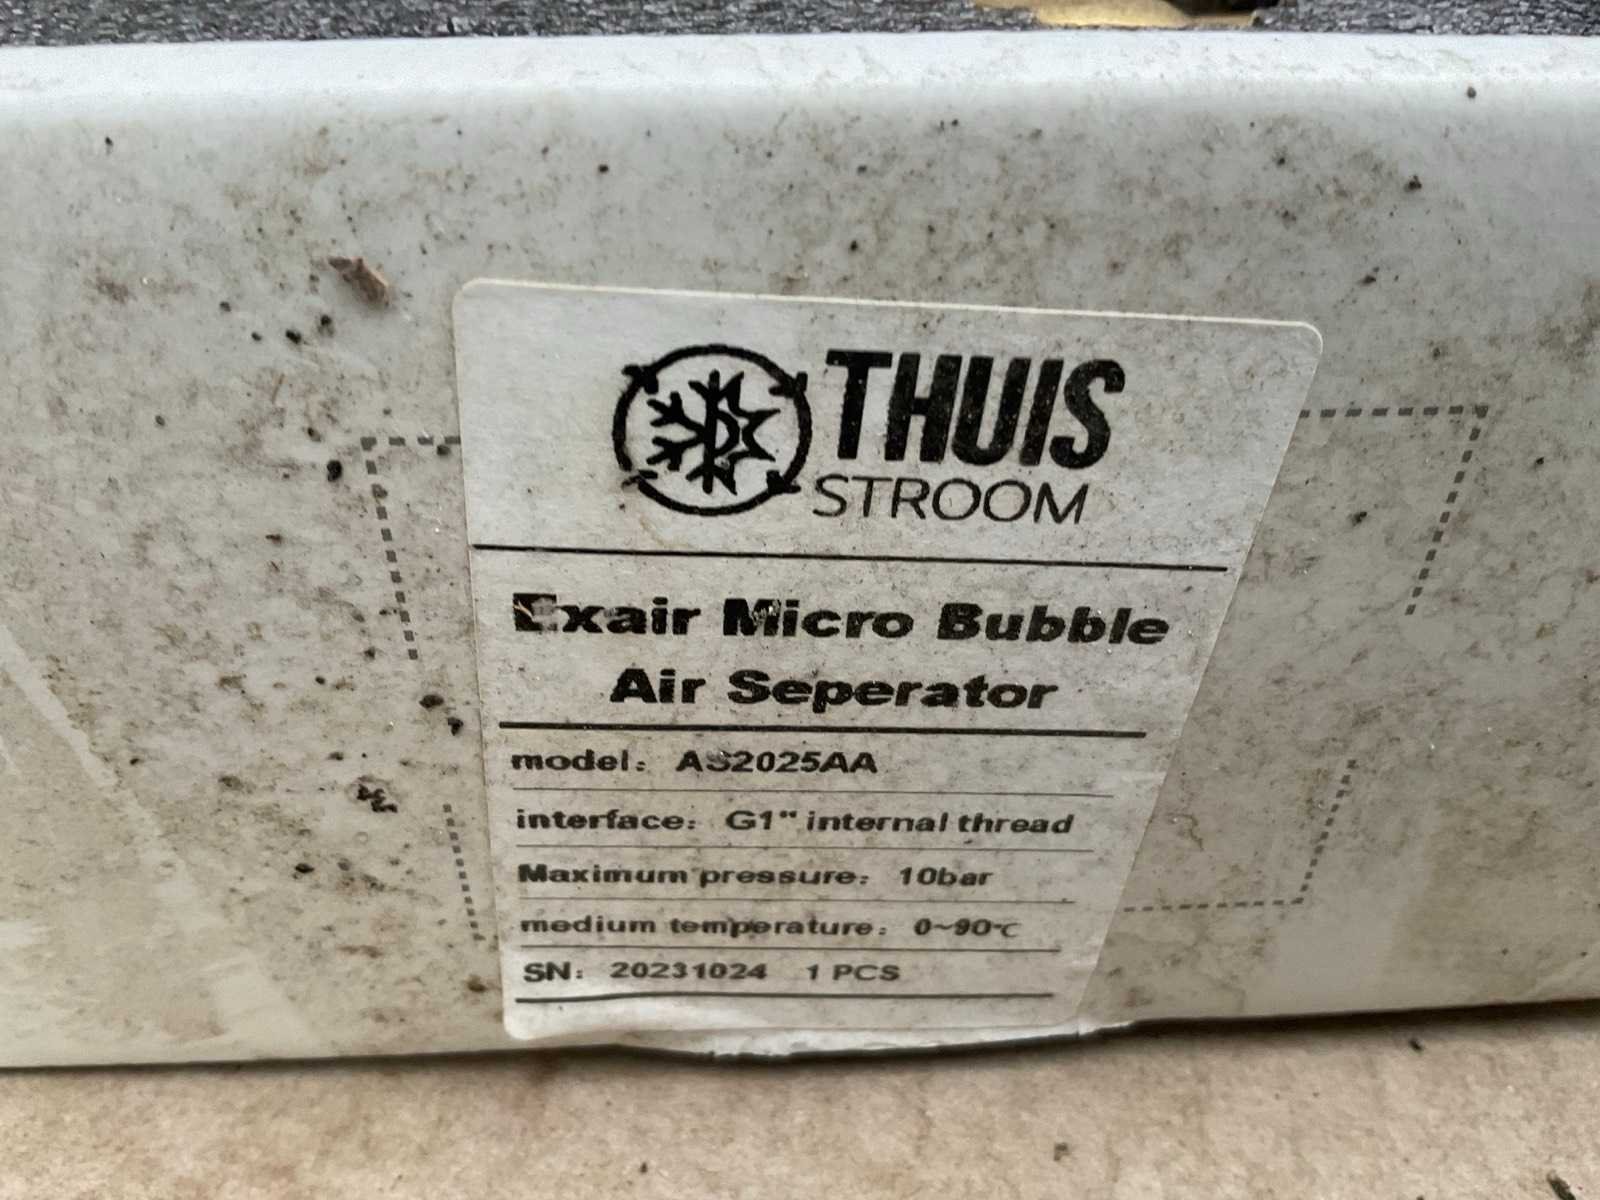 THUIS
STROOM
Exair Micro Bubble
Air Seperator
model: AS2025AA
interface: G1" internal thread
Maximum pressure: 10bar
medium temperature: 0~90℃
SN: 20231024 1 PCS